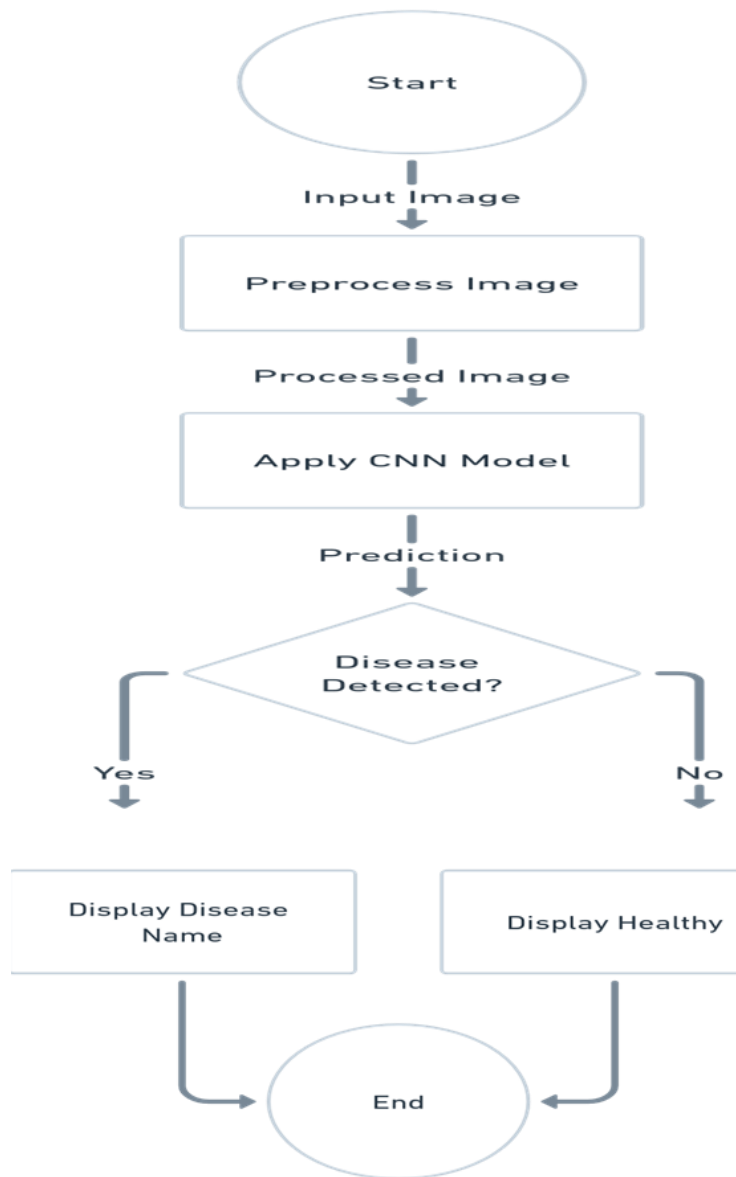 Start
Input Image
Preprocess Image
Processed Image
Apply CNN Model
Prediction
Disease
Detected?
Yes
No
Display Disease
Name
Display Healthy
End